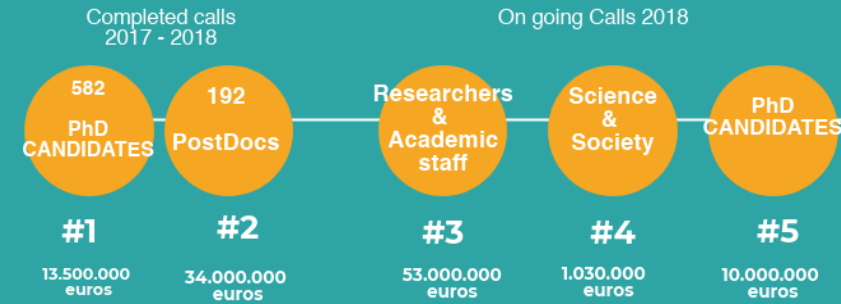 Completed calls
2017 - 2018
On going Calls 2018
582
PhD
CANDIDATES
192
PostDocs
Researchers
&
Academic
staff
Science
&
Society
PhD
CANDIDATES
#1
#2
#3
#4
#5
13.500.000
euros
34.000.000
euros
53.000.000
euros
1.030.000
euros
10.000.000
euros